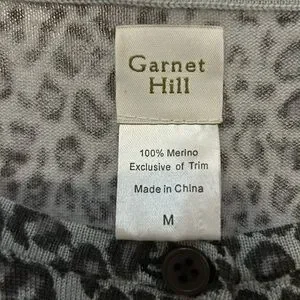 Garnet
Hill
100% Merino
Exclusive of Trim
Made in China
M